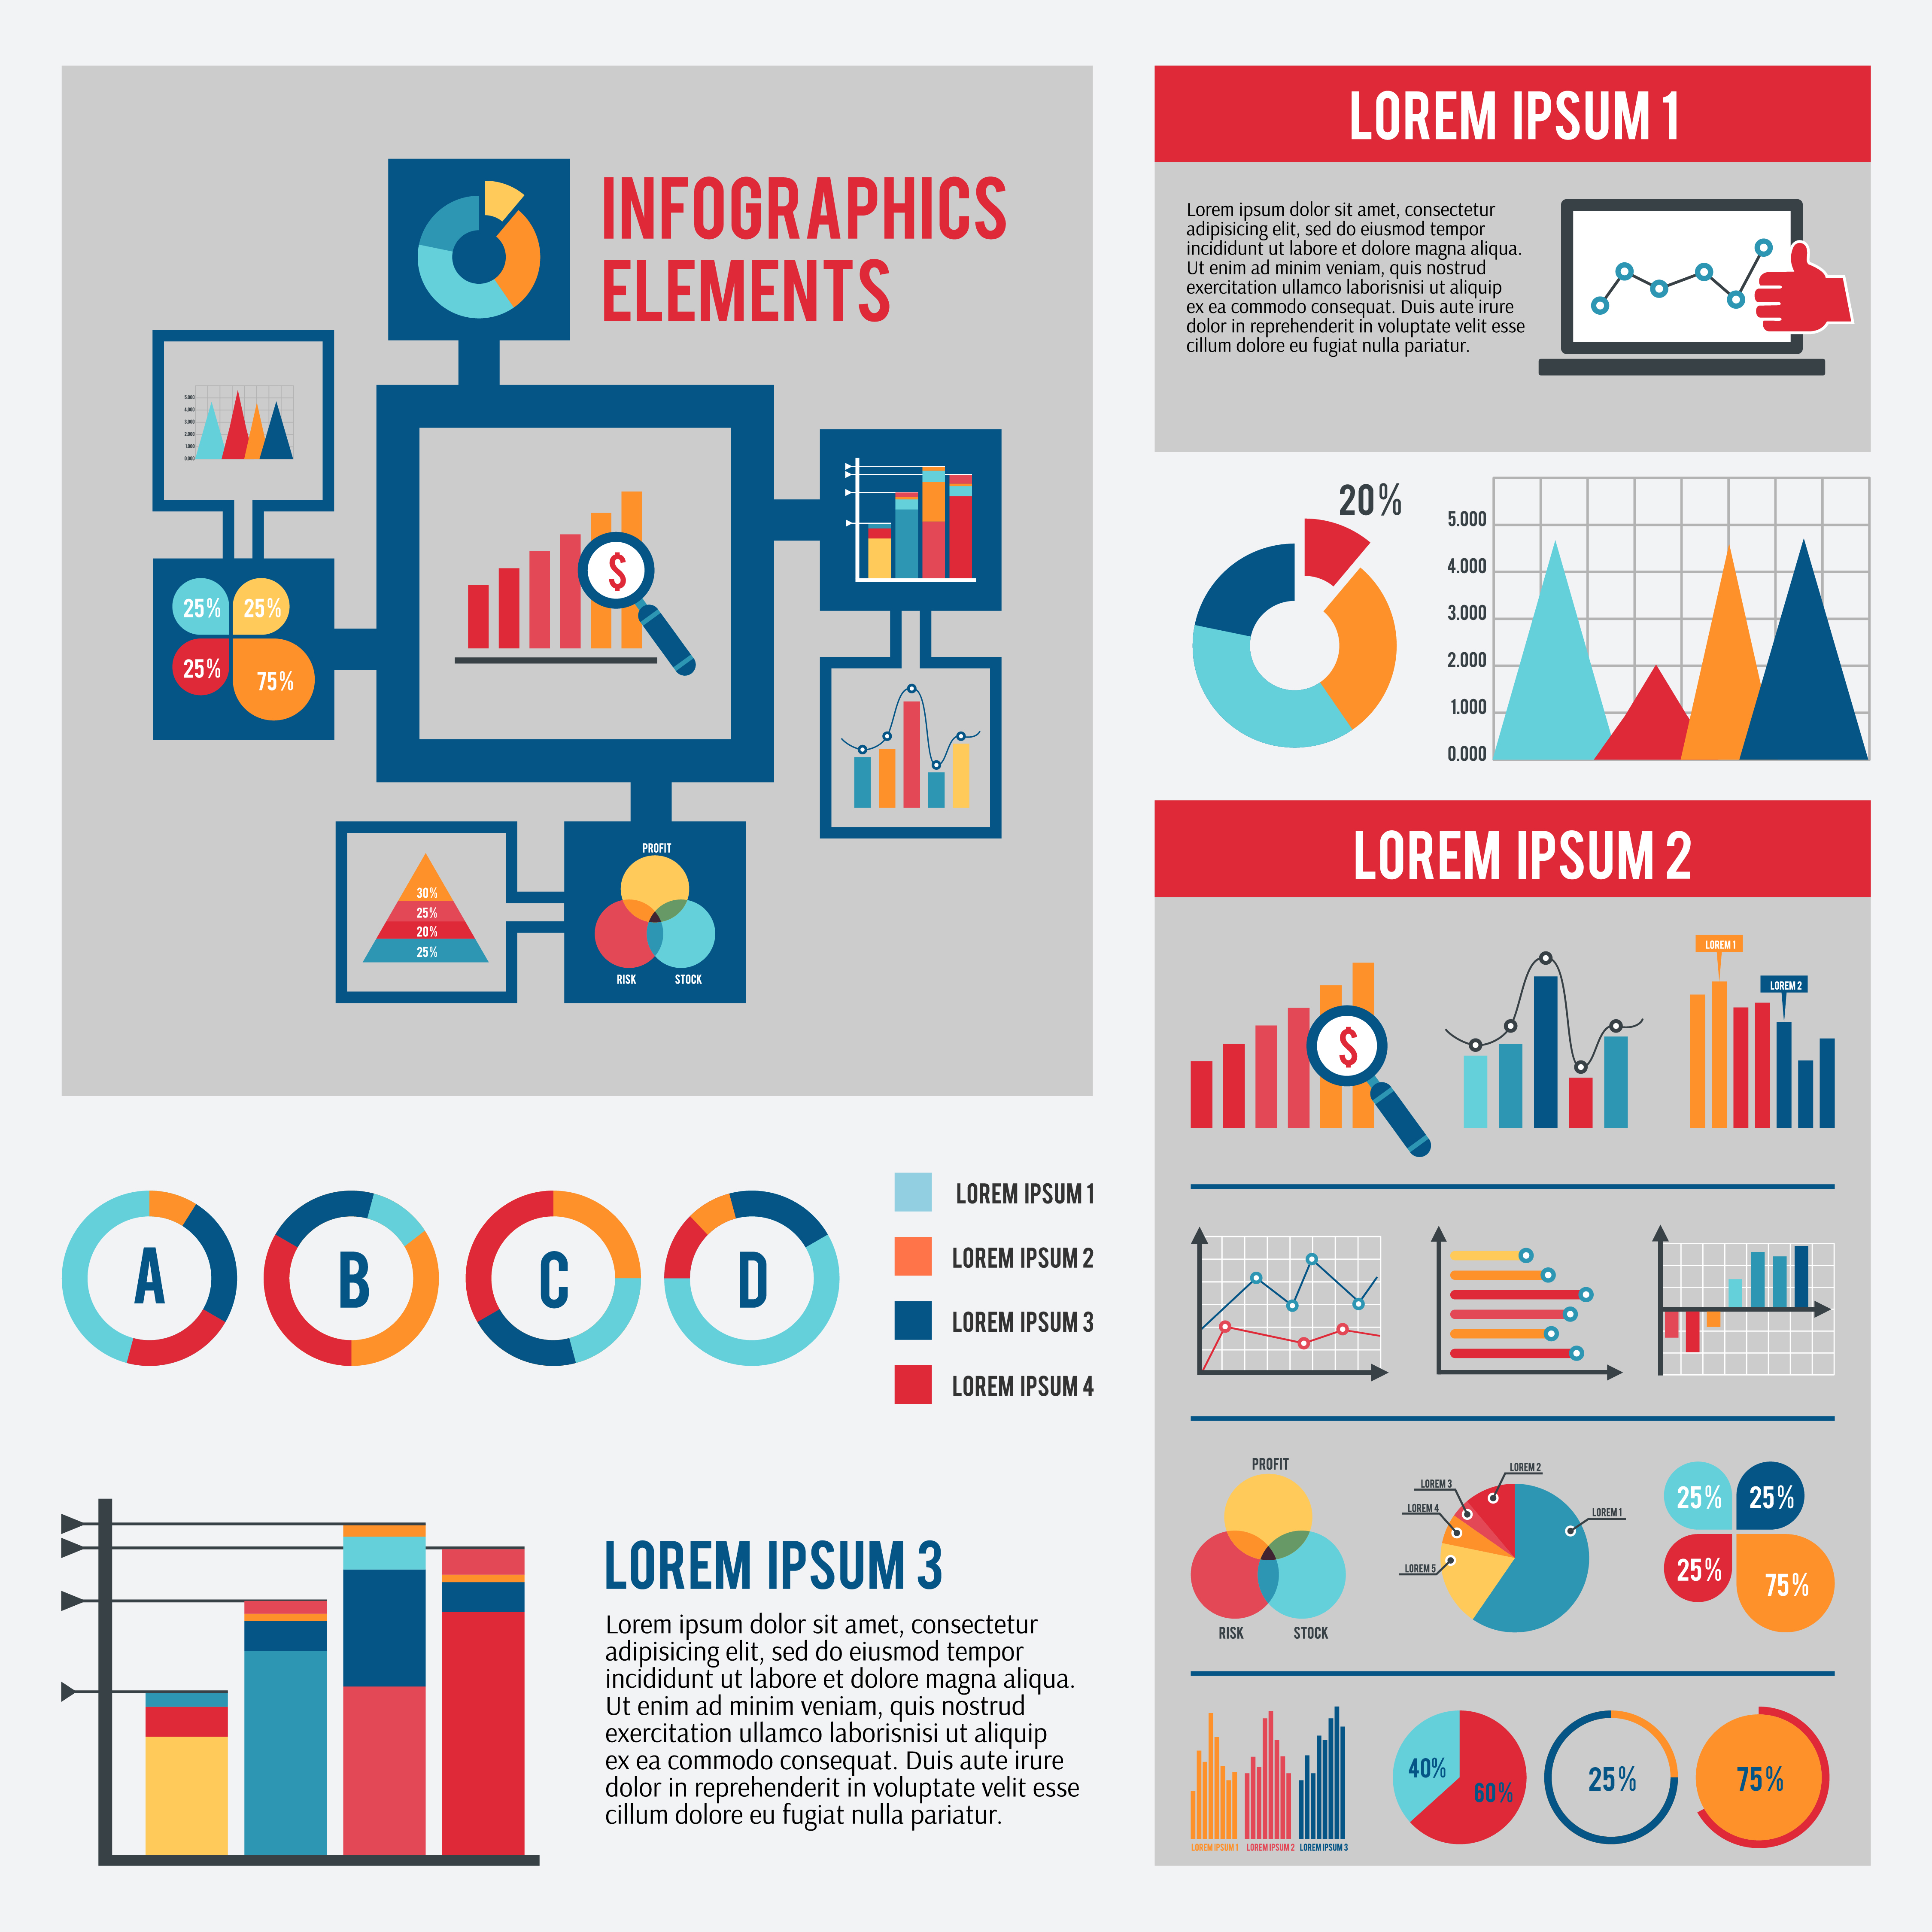 INFOGRAPHICS
ELEMENTS
5.000
4.000
3.000
2.000
1.000
0.000
25%
25%
25%
75%
$
30%
25%
20%
25%
PROFIT
RISK
STOCK
LOREM IPSUM 1
Lorem ipsum dolor sit amet, consectetur
adipisicing elit, sed do eiusmod tempor
incididunt ut labore et dolore magna aliqua.
Ut enim ad minim veniam, quis nostrud
exercitation ullamco laborisnisi ut aliquip
ex ea commodo consequat. Duis aute irure
dolor in reprehenderit in voluptate velit esse
cillum dolore eu fugiat nulla pariatur.
20%
5.000
4.000
3.000
2.000
1.000
0.000
LOREM IPSUM 2
$
LOREM 1
LOREM 2
PROFIT
RISK
STOCK
LOREM 2
LOREM 3
LOREM 4
LOREM 1
LOREM 5
25%
25%
25%
75%
LOREM IPSUM 1
LOREM IPSUM 2
LOREM IPSUM 3
40%
60%
25%
75%
A
B
C
D
LOREM IPSUM 1
LOREM IPSUM 2
LOREM IPSUM 3
LOREM IPSUM 4
LOREM IPSUM 3
Lorem ipsum dolor sit amet, consectetur
adipisicing elit, sed do eiusmod tempor
incididunt ut labore et dolore magna aliqua.
Ut enim ad minim veniam, quis nostrud
exercitation ullamco laborisnisi ut aliquip
ex ea commodo consequat. Duis aute irure
dolor in reprehenderit in voluptate velit esse
cillum dolore eu fugiat nulla pariatur.